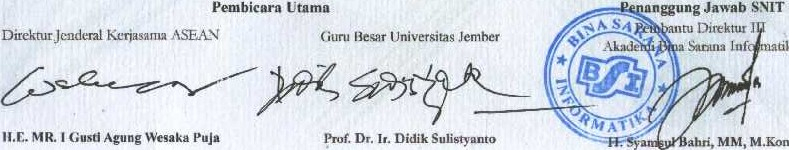 Pembicara Utama
Penanggung Jawab SNIT
Direktur Jenderal Kerjasama ASEAN
Guru Besar Universitas Jember
Pembantu Direktur III
Akademi Bina Sarana Informatik
BINA SARANA
BSI
INFORMATIKA
H.E. MR. I Gusti Agung Wesaka Puja
Prof. Dr. Ir. Didik Sulistyanto
H. Syamsul Bahri, MM, M.Kom